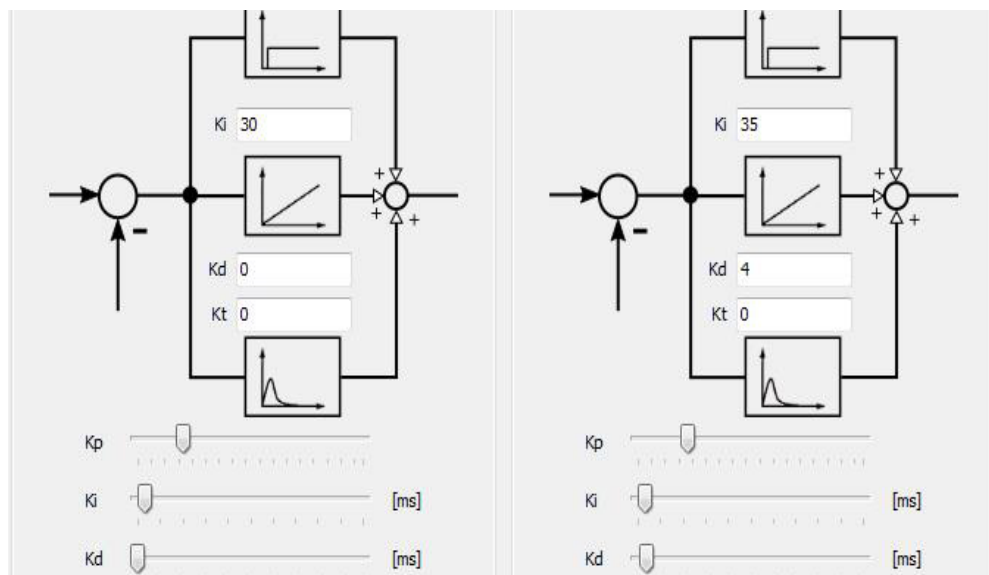 Ki 30
+
+
+
-
Kd 0
Kt 0
Kp
Ki [ms]
Kd [ms]
Ki 35
+
+
+
-
Kd 4
Kt 0
Kp
Ki [ms]
Kd [ms]